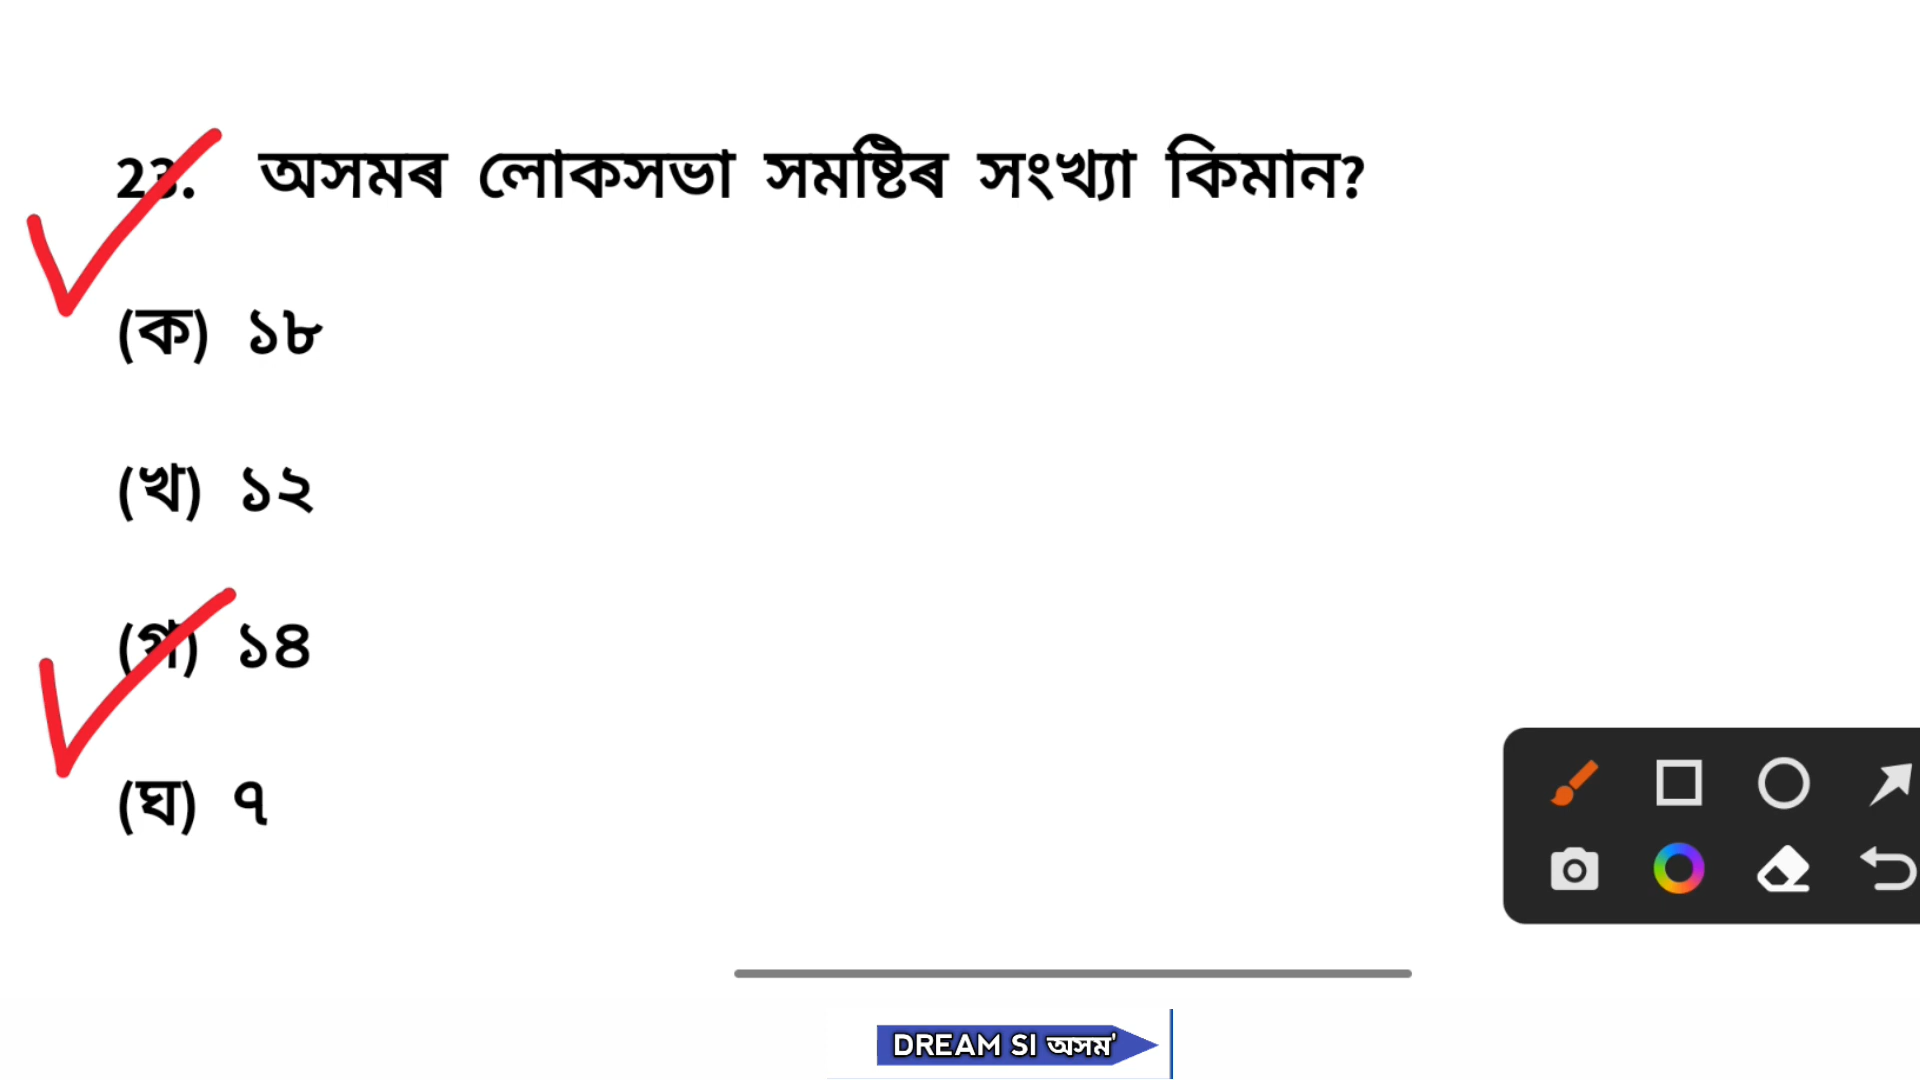 23. অসমৰ লোকসভা সমষ্টিৰ সংখ্যা কিমান?
(ক) ১৮
(খ) ১২
(গ) ১৪
(ঘ) ৭
DREAM SI অসম'